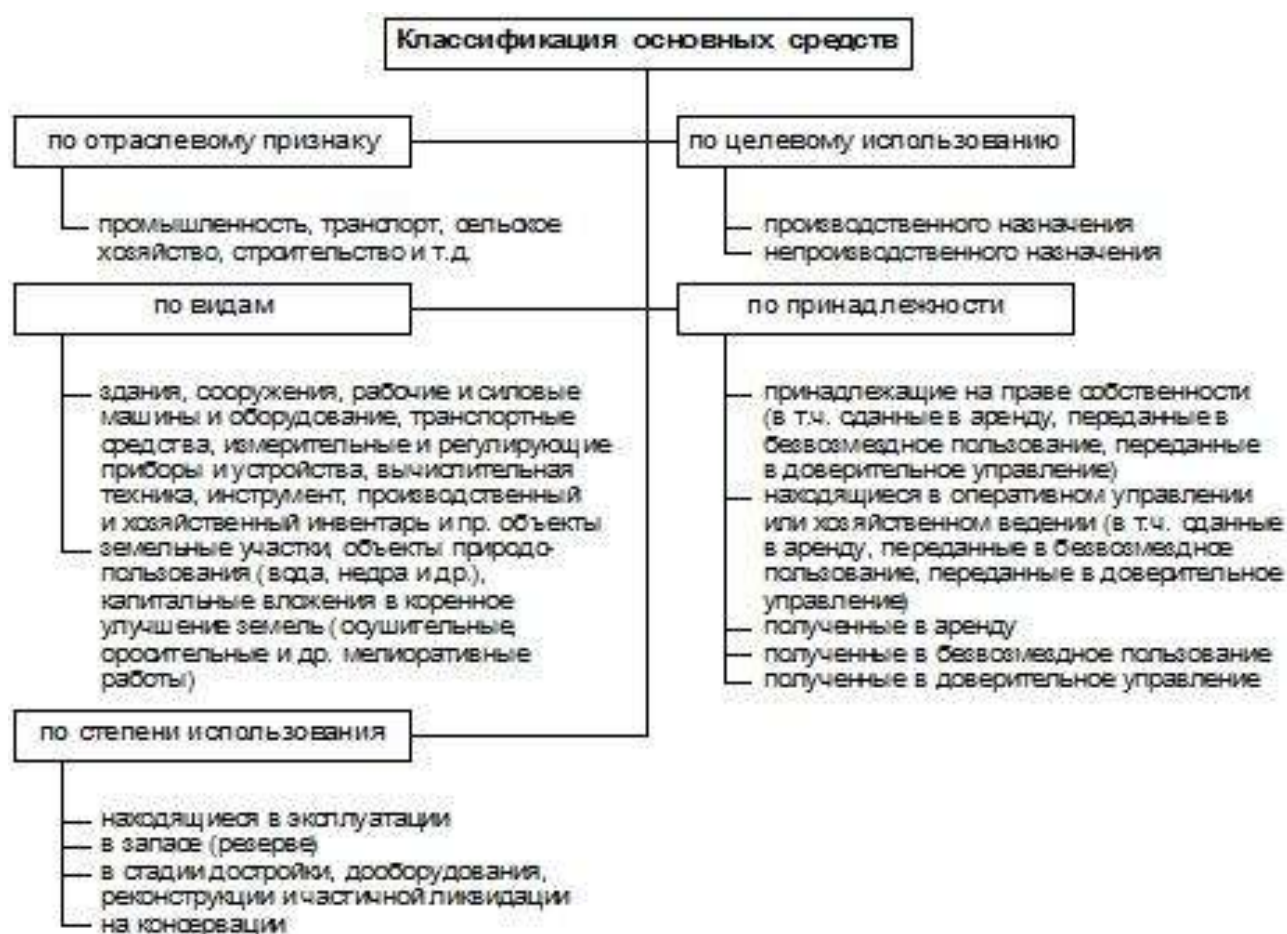 Классификация основных средств
по отраслевому признаку
промышленность, транспорт, сельское
хозяйство, строительство и т.д.
по целевому использованию
производственного назначения
непроизводственного назначения
по видам
здания, сооружения, рабочие и силовые
машины и оборудование, транспортные
средства, измерительные и регулирующие
приборы и устройства, вычислительная
техника, инструмент, производственный
и хозяйственный инвентарь и пр. объекты
земельные участки, объекты природо-
пользования (вода, недра и др.),
капитальные вложения в коренное
улучшение земель (осушительные,
оросительные и др. мелиоративные
работы)
по принадлежности
принадлежащие на праве собственности
(в т.ч. сданные в аренду, переданные в
безвозмездное пользование, переданные
в доверительное управление)
находящиеся в оперативном управлении
или хозяйственном ведении (в т.ч. сданные
в аренду, переданные в безвозмездное
пользование, переданные в доверительное
управление)
полученные в аренду
полученные в безвозмездное пользование
полученные в доверительное управление
по степени использования
находящиеся в эксплуатации
в запасе (резерве)
в стадии достройки, дооборудования,
реконструкции и частичной ликвидации
на консервации